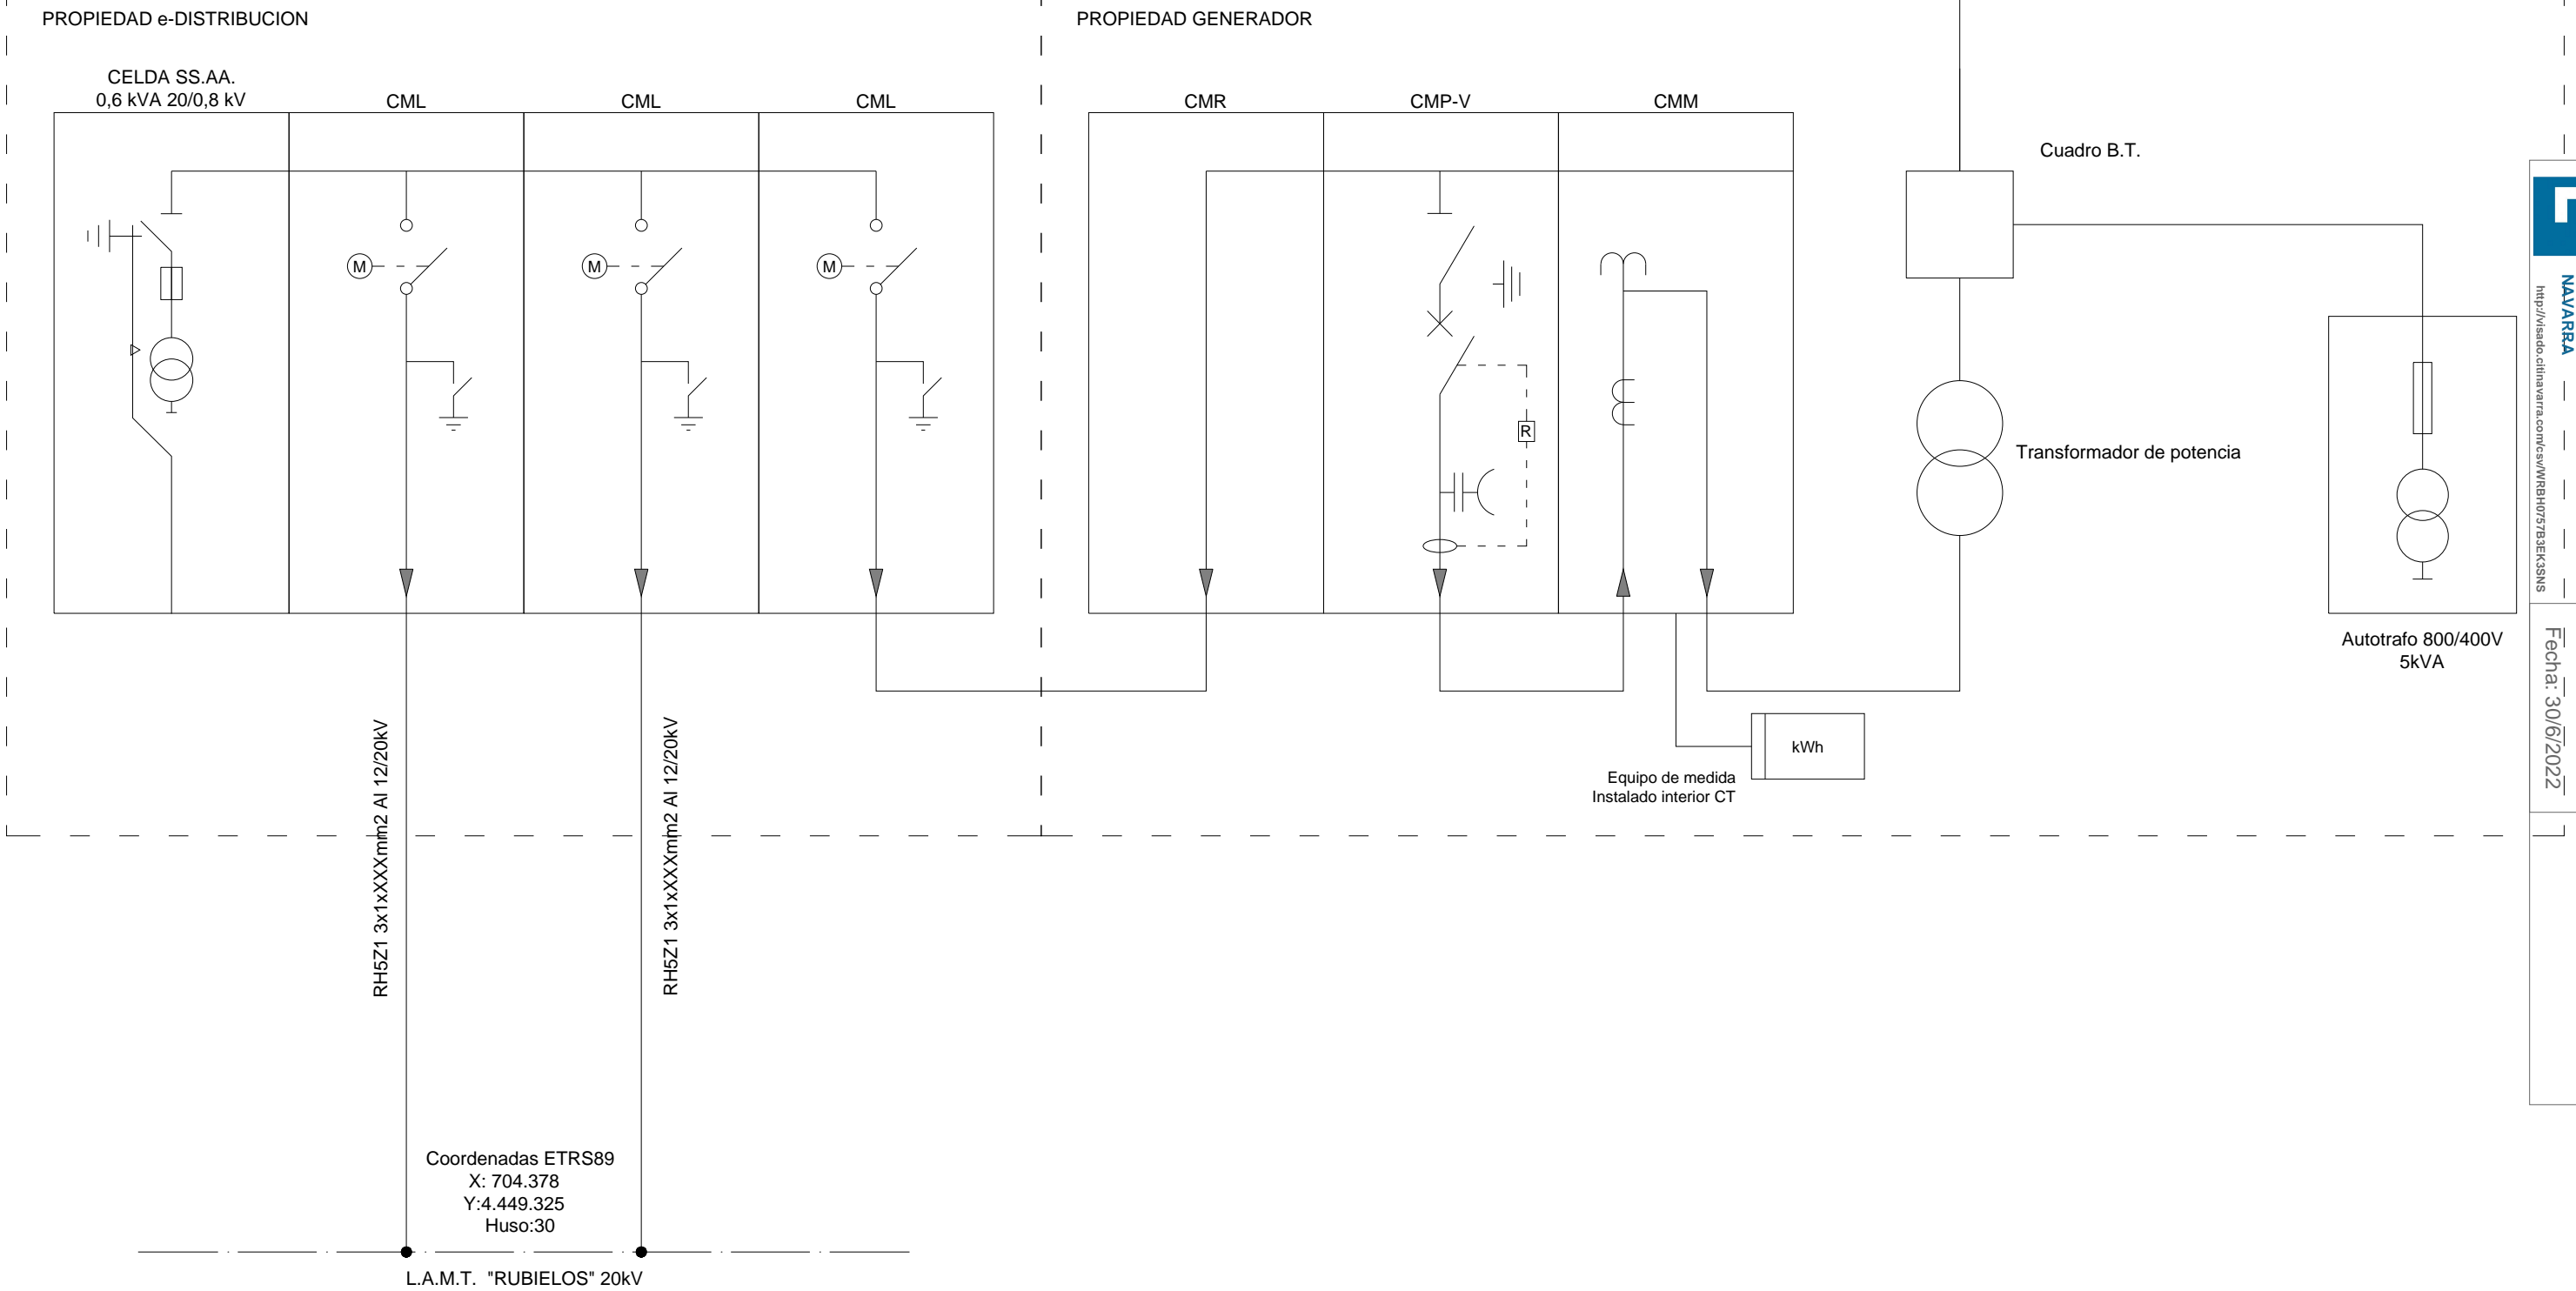 PROPIEDAD e-DISTRIBUCION
PROPIEDAD GENERADOR
CELDA SS.AA.
0,6 kVA 20/0,8 kV
CML
CML
CML
CMR
CMP-V
CMM
M
M
M
R
Cuadro B.T.
Transformador de potencia
Autotrafo 800/400V
5kVA
kWh
Equipo de medida
Instalado interior CT
RH5Z1 3x1xXXXmm2 Al 12/20kV
RH5Z1 3x1xXXXmm2 Al 12/20kV
Coordenadas ETRS89
X: 704.378
Y:4.449.325
Huso:30
L.A.M.T. "RUBIELOS" 20kV
NAVARRA
http://visado.citinavarra.com/csv/WRBH0757B3EK3SNS
Fecha: 30/6/2022